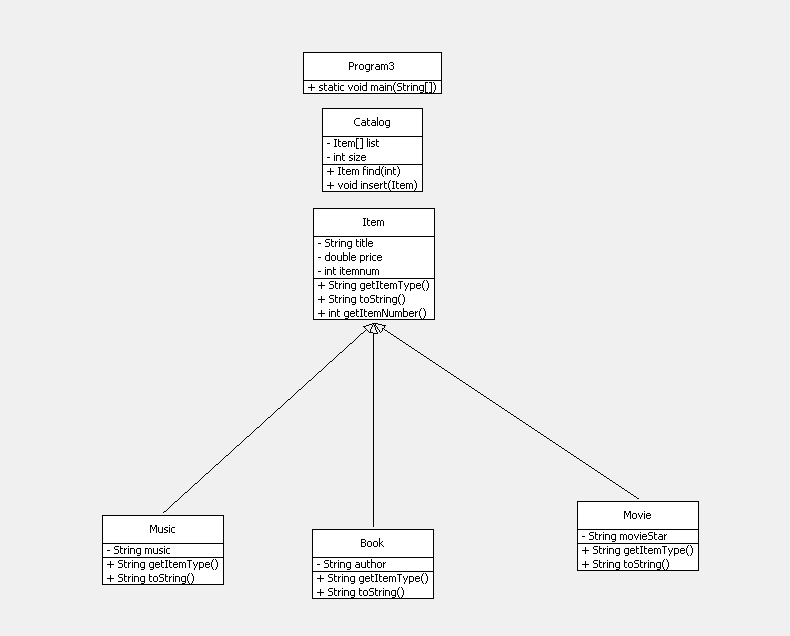 Program3
+ static void main(String[])
Catalog
- Item[] list
- int size
+ Item find(int)
+ void insert(Item)
Item
- String title
- double price
- int itemnum
+ String getItemType()
+ String toString()
+ int getItemNumber()
Music
- String music
+ String getItemType()
+ String toString()
Book
- String author
+ String getItemType()
+ String toString()
Movie
- String movieStar
+ String getItemType()
+ String toString()